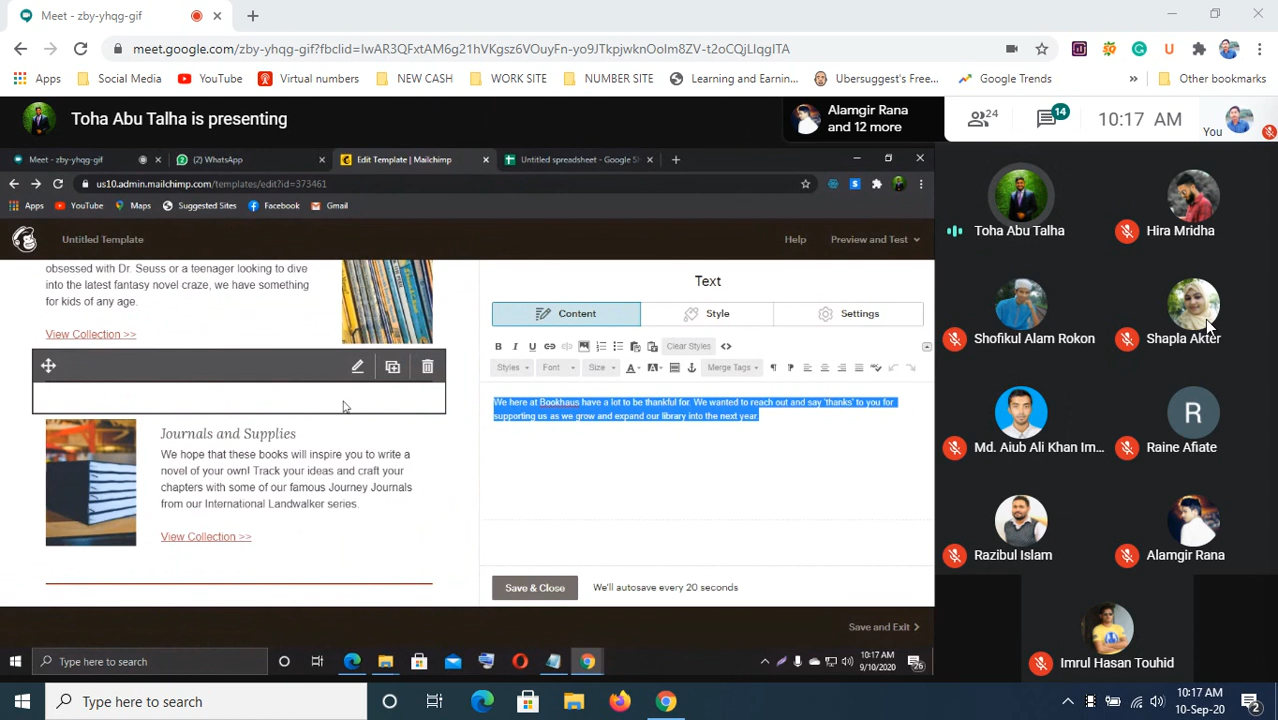 Meet - zby-yhqg-gif
meet.google.com/zby-yhqg-gif?fbclid=IwAR3QFxtAM6g21hVKgsz6VOuyFn-yo9JTkpjwknOolm8ZV-t2oCQjLlqgITA
Apps Social Media YouTube Virtual numbers NEW CASH WORK SITE NUMBER SITE Learning and Earnin... Ubersuggest's Free... Google Trends » Other bookmarks
Toha Abu Talha is presenting
Alamgir Rana
and 12 more
24
14
10:17 AM
You
Meet - zby-yhqg-gif (2) WhatsApp Edit Template | Mailchimp Untitled spreadsheet - Google Sh
us10.admin.mailchimp.com/templates/edit?id=373461
Apps YouTube Maps Suggested Sites Facebook Gmail
Untitled Template Help Preview and Test
obsessed with Dr. Seuss or a teenager looking to dive
into the latest fantasy novel craze, we have something
for kids of any age.
View Collection >>
Journals and Supplies
We hope that these books will inspire you to write a
novel of your own! Track your ideas and craft your
chapters with some of our famous Journey Journals
from our International Landwalker series.
View Collection >>
Text
Content Style Settings
B I U Clear Styles <>
Styles Font Size A A Merge Tags
We here at Bookhaus have a lot to be thankful for. We wanted to reach out and say 'thanks' to you for
supporting us as we grow and expand our library into the next year.
Save & Close We'll autosave every 20 seconds
Save and Exit
Type here to search
10:17 AM
9/10/2020
26
Toha Abu Talha
Hira Mridha
Shofikul Alam Rokon
Shapla Akter
Md. Aiub Ali Khan Im...
R
Raine Afiate
Razibul Islam
Alamgir Rana
Imrul Hasan Touhid
Type here to search
10:17 AM
10-Sep-20
2